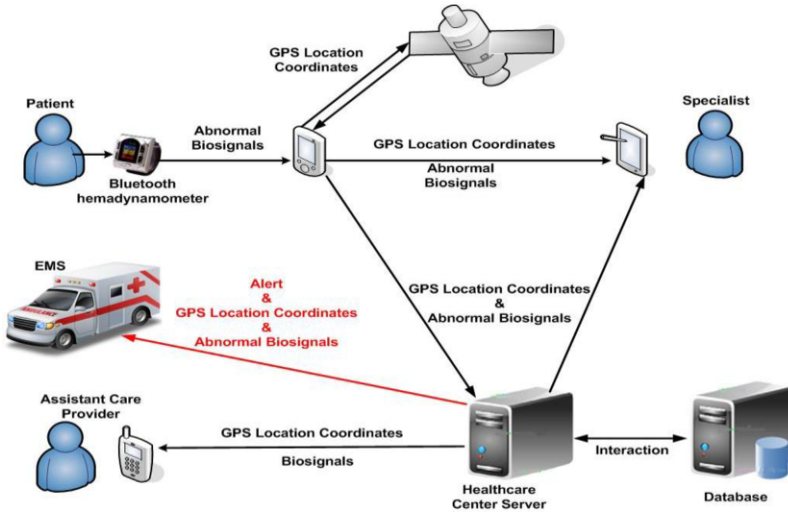 GPS Location
Coordinates
Patient
Specialist
Abnormal
Biosignals
GPS Location Coordinates
Abnormal
Biosignals
Bluetooth
hemadynamometer
EMS
Alert
&
GPS Location Coordinates
&
Abnormal Biosignals
GPS Location Coordinates
&
Abnormal Biosignals
AMBULANCE
Assistant Care
Provider
GPS Location Coordinates
Biosignals
Interaction
Healthcare
Center Server
Database